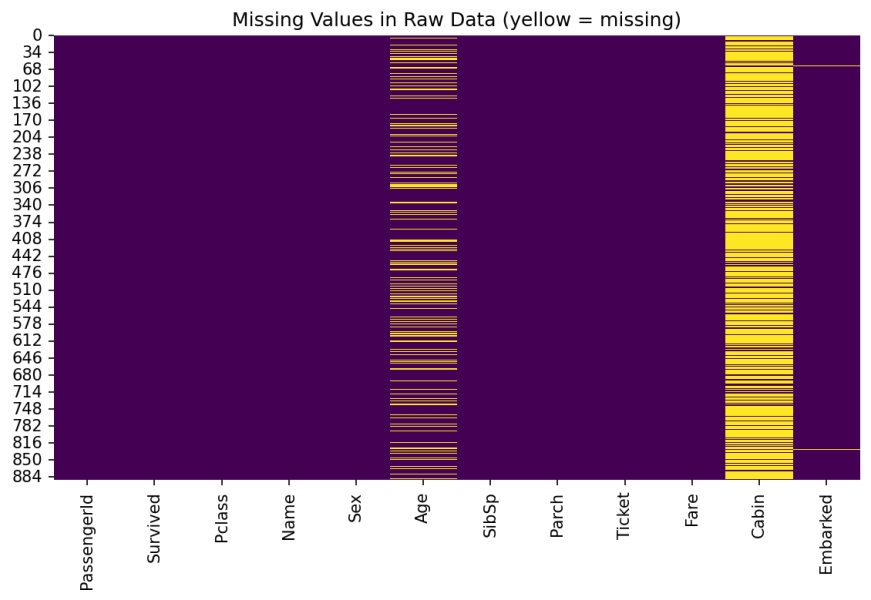 Missing Values in Raw Data (yellow = missing)
0
34
68
102
136
170
204
238
272
306
340
374
408
442
476
510
544
578
612
646
680
714
748
782
816
850
884
PassengerId
Survived
Pclass
Name
Sex
Age
SibSp
Parch
Ticket
Fare
Cabin
Embarked